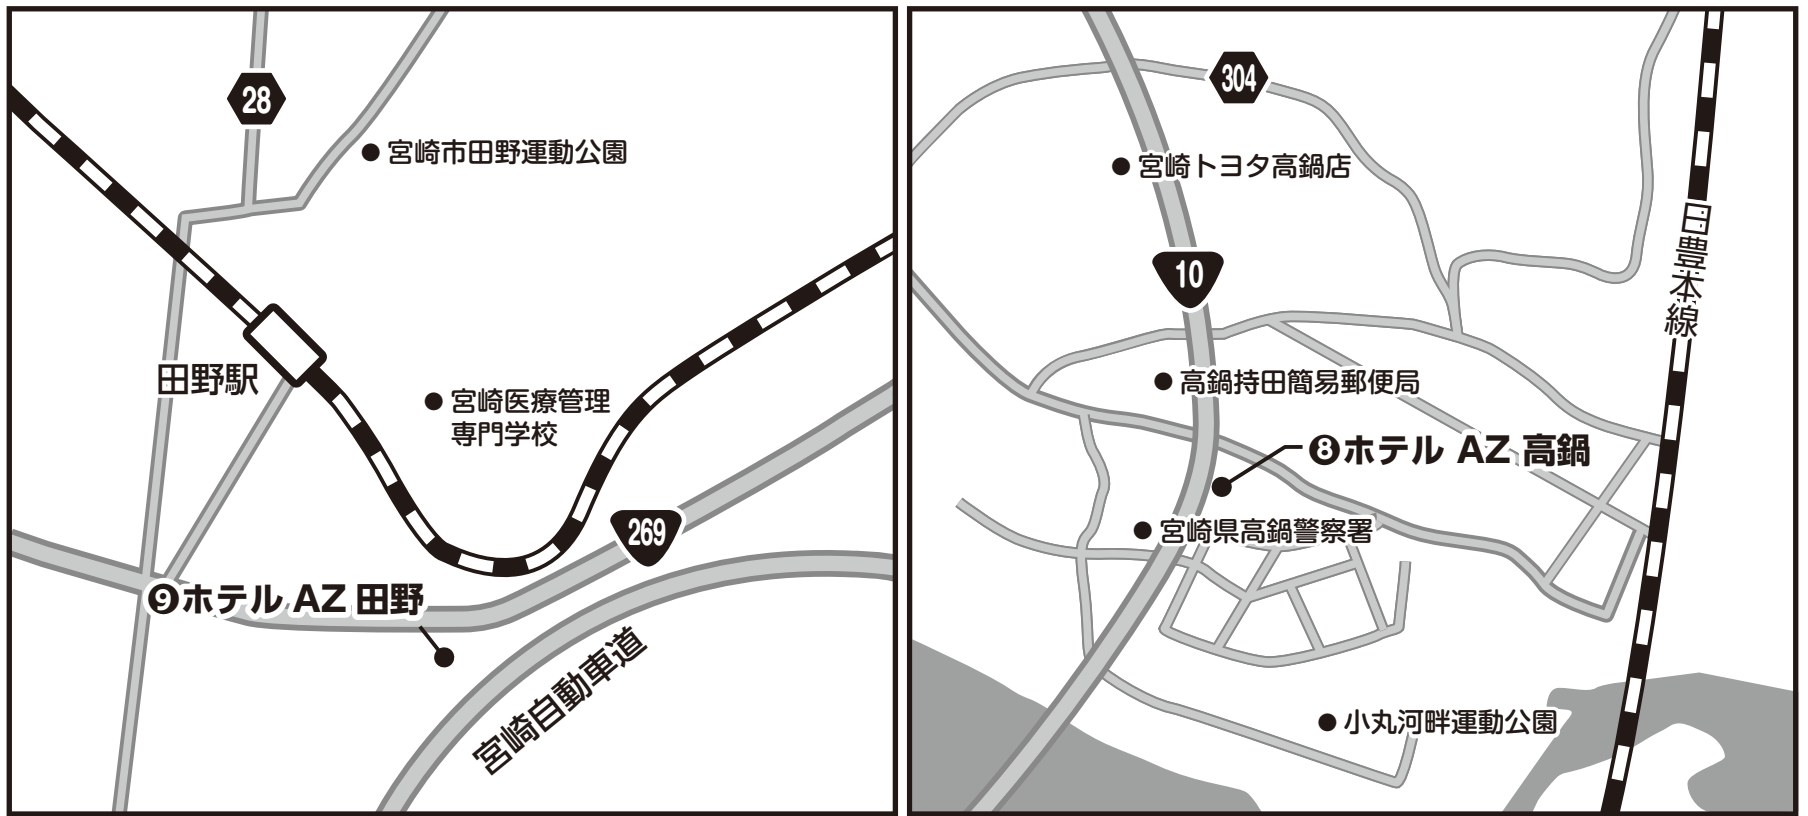 28
宮崎市田野運動公園
田野駅
宮崎医療管理
専門学校
269
❾ホテル AZ 田野
宮崎自動車道
304
宮崎トヨタ高鍋店
日豊本線
10
高鍋持田簡易郵便局
❽ホテル AZ 高鍋
宮崎県高鍋警察署
小丸河畔運動公園